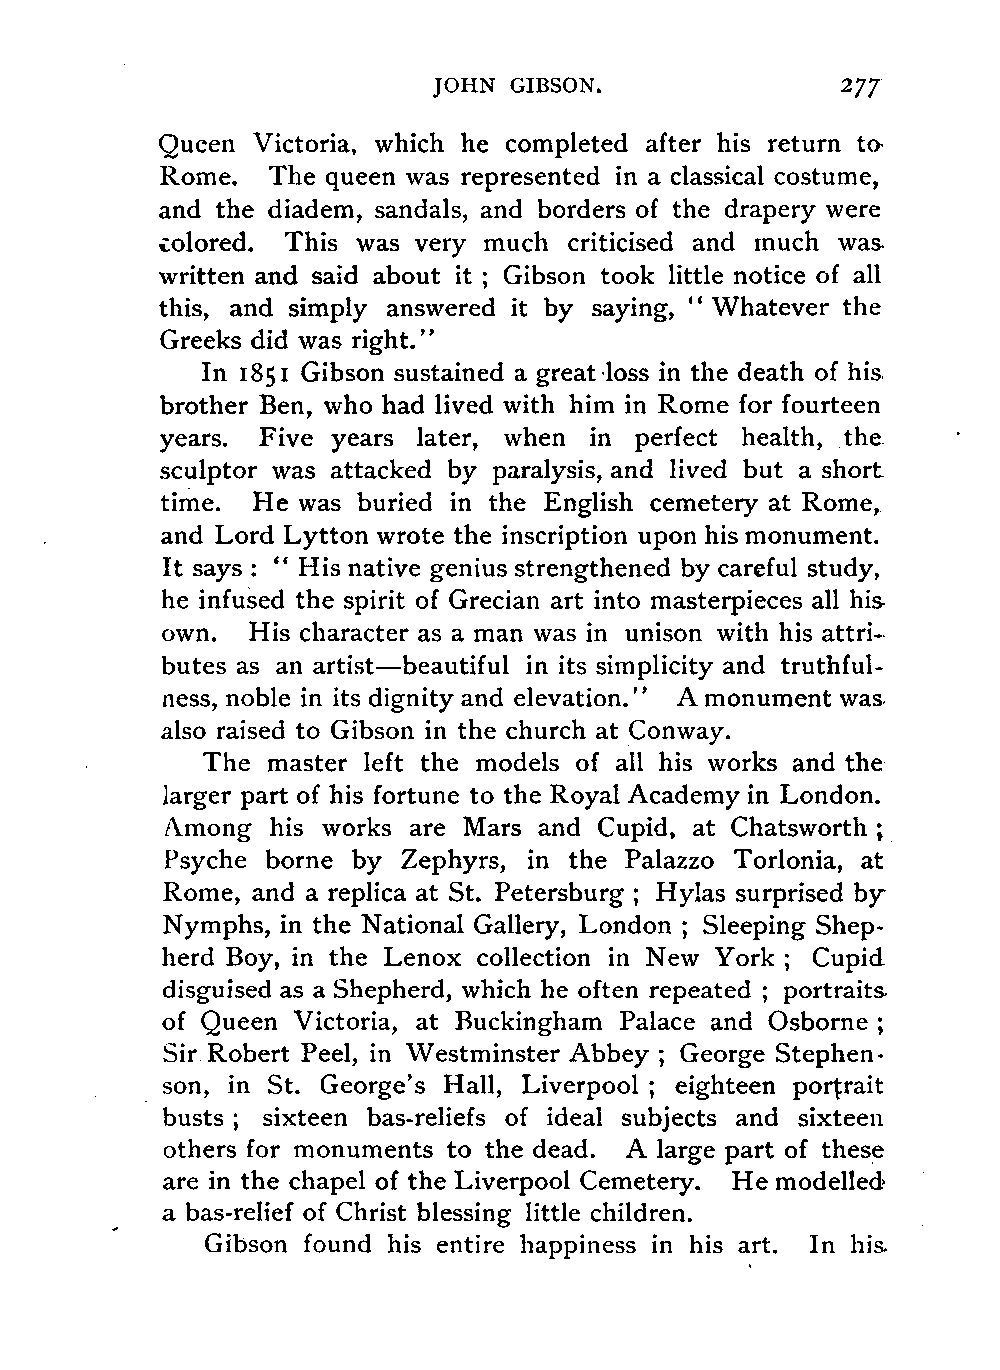 JOHN GIBSON. 277
Queen Victoria, which he completed after his return to
Rome. The queen was represented in a classical costume,
and the diadem, sandals, and borders of the drapery were
colored. This was very much criticised and much was
written and said about it ; Gibson took little notice of all
this, and simply answered it by saying, " Whatever the
Greeks did was right."
In 1851 Gibson sustained a great loss in the death of his
brother Ben, who had lived with him in Rome for fourteen
years. Five years later, when in perfect health, the
sculptor was attacked by paralysis, and lived but a short
time. He was buried in the English cemetery at Rome,
and Lord Lytton wrote the inscription upon his monument.
It says : " His native genius strengthened by careful study,
he infused the spirit of Grecian art into masterpieces all his
own. His character as a man was in unison with his attri-
butes as an artist—beautiful in its simplicity and truthful-
ness, noble in its dignity and elevation." A monument was
also raised to Gibson in the church at Conway.
The master left the models of all his works and the
larger part of his fortune to the Royal Academy in London.
Among his works are Mars and Cupid, at Chatsworth ;
Psyche borne by Zephyrs, in the Palazzo Torlonia, at
Rome, and a replica at St. Petersburg ; Hylas surprised by
Nymphs, in the National Gallery, London ; Sleeping Shep-
herd Boy, in the Lenox collection in New York ; Cupid
disguised as a Shepherd, which he often repeated ; portraits
of Queen Victoria, at Buckingham Palace and Osborne ;
Sir Robert Peel, in Westminster Abbey ; George Stephen-
son, in St. George's Hall, Liverpool ; eighteen portrait
busts ; sixteen bas-reliefs of ideal subjects and sixteen
others for monuments to the dead. A large part of these
are in the chapel of the Liverpool Cemetery. He modelled
a bas-relief of Christ blessing little children.
Gibson found his entire happiness in his art. In his